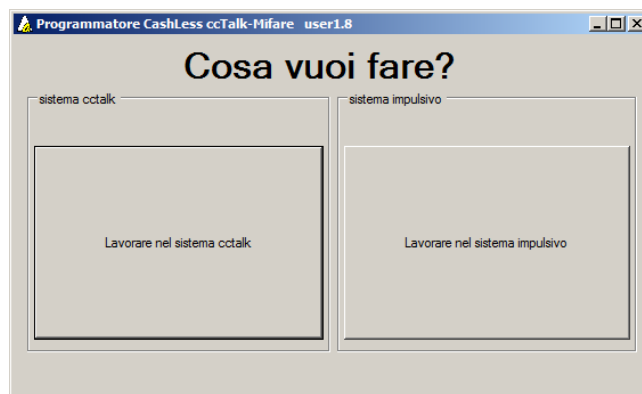 Programmatore CashLess ccTalk-Mifare user1.8
Cosa vuoi fare?
sistema cctalk
sistema impulsivo
Lavorare nel sistema cctalk
Lavorare nel sistema impulsivo